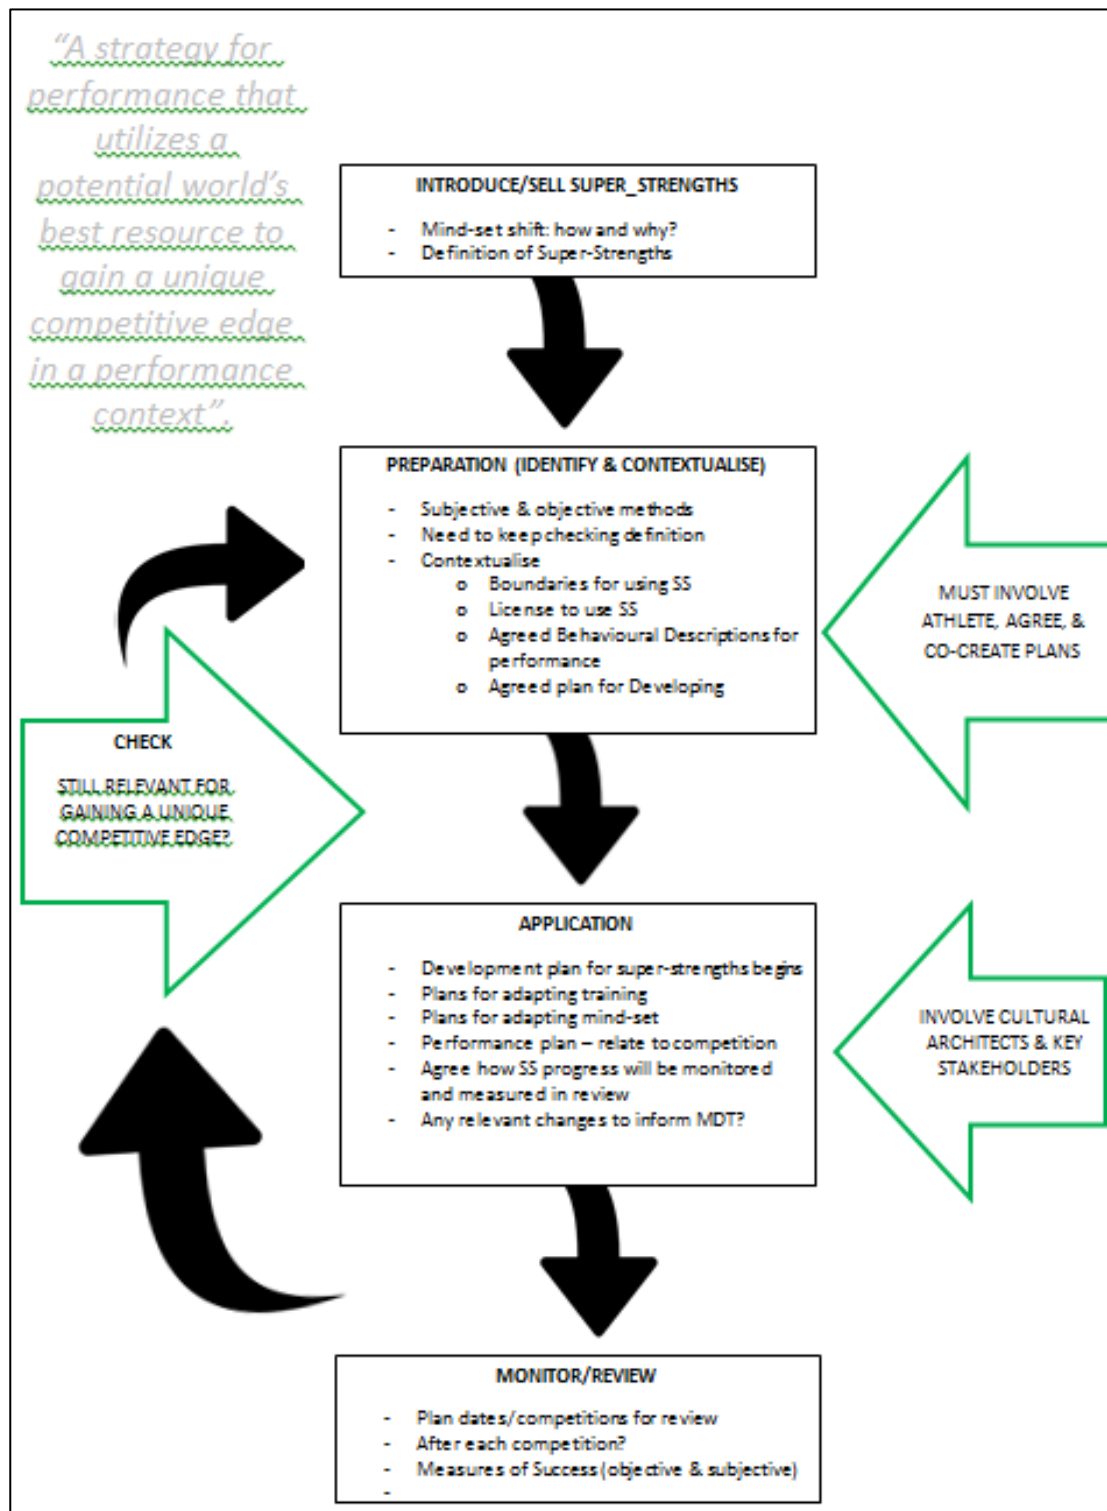 “A strategy for
performance that
utilizes a
potential world's
best resource to
gain a unique
competitive edge
in a performance
context”.
INTRODUCE/SELL SUPER_STRENGTHS
- Mind-set shift: how and why?
- Definition of Super-Strengths
PREPARATION (IDENTIFY & CONTEXTUALISE)
- Subjective & objective methods
- Need to keep checking definition
- Contextualise
o Boundaries for using SS
o License to use SS
o Agreed Behavioural Descriptions for
performance
o Agreed plan for Developing
MUST INVOLVE
ATHLETE, AGREE, &
CO-CREATE PLANS
CHECK
STILL RELEVANT FOR
GAINING A UNIQUE
COMPETITIVE EDGE?
APPLICATION
- Development plan for super-strengths begins
- Plans for adapting training
- Plans for adapting mind-set
- Performance plan – relate to competition
- Agree how SS progress will be monitored
and measured in review
- Any relevant changes to inform MDT?
INVOLVE CULTURAL
ARCHITECTS & KEY
STAKEHOLDERS
MONITOR/REVIEW
- Plan dates/competitions for review
- After each competition?
- Measures of Success (objective & subjective)
-